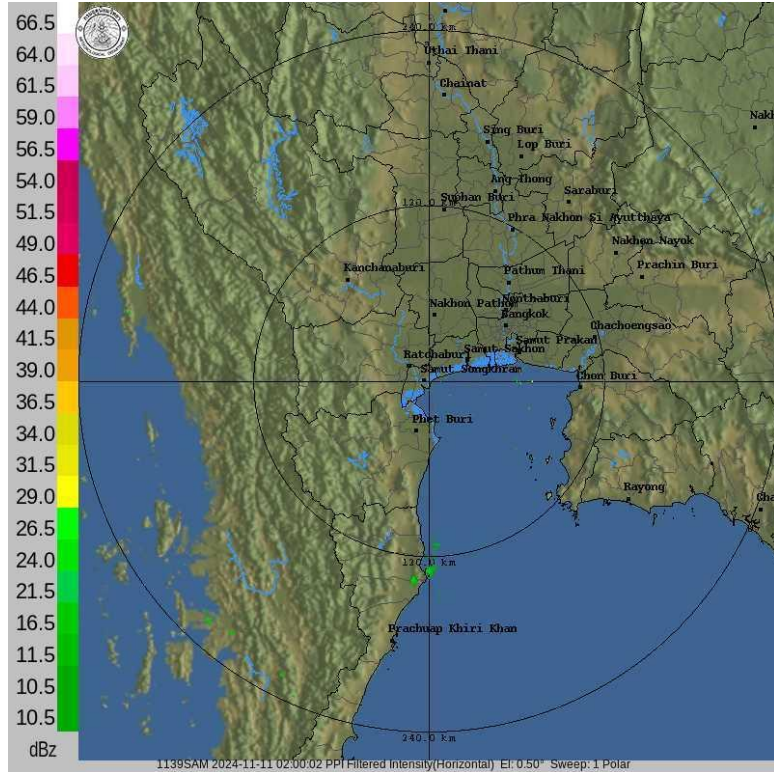 66.5
64.0
61.5
59.0
56.5
54.0
51.5
49.0
46.5
44.0
41.5
39.0
36.5
34.0
31.5
29.0
26.5
24.0
21.5
16.5
11.5
10.5
10.5
dBz
240.0 km
Uthai Thani
Chainat
Nakh
Sing Buri
Lop Buri
Ang Thong
Saraburi
Suphan Buri
120.0 km
Phra Nakhon Si Ayutthaya
Nakhon Nayok
Kanchanaburi
Pathum Thani
Prachin Buri
Nakhon Pathom
Nonthaburi
Bangkok
Chachoengsao
Samut Prakan
Samut Sakhon
Ratchaburi
Samut Songkhram
Chon Buri
Phet Buri
Rayong
Cha
120.0 km
Prachuap Khiri Khan
240.0 km
1139SAM 2024-11-11 02:00:02 PPI Filtered Intensity(Horizontal) El: 0.50° Sweep: 1 Polar